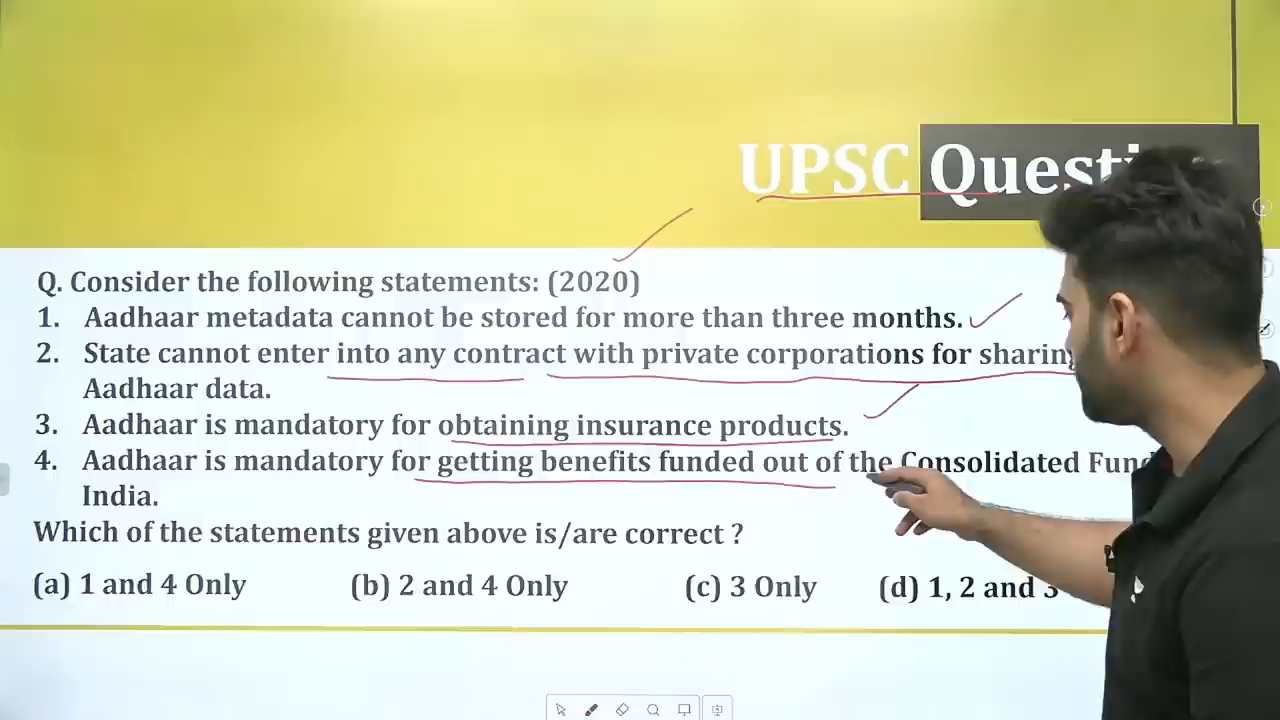 UPSC Questi
Q. Consider the following statements: (2020)
1. Aadhaar metadata cannot be stored for more than three months.
2. State cannot enter into any contract with private corporations for sharing
Aadhaar data.
3. Aadhaar is mandatory for obtaining insurance products.
4. Aadhaar is mandatory for getting benefits funded out of the Consolidated Fund
India.
Which of the statements given above is/are correct ?
(a) 1 and 4 Only (b) 2 and 4 Only (c) 3 Only (d) 1, 2 and 3